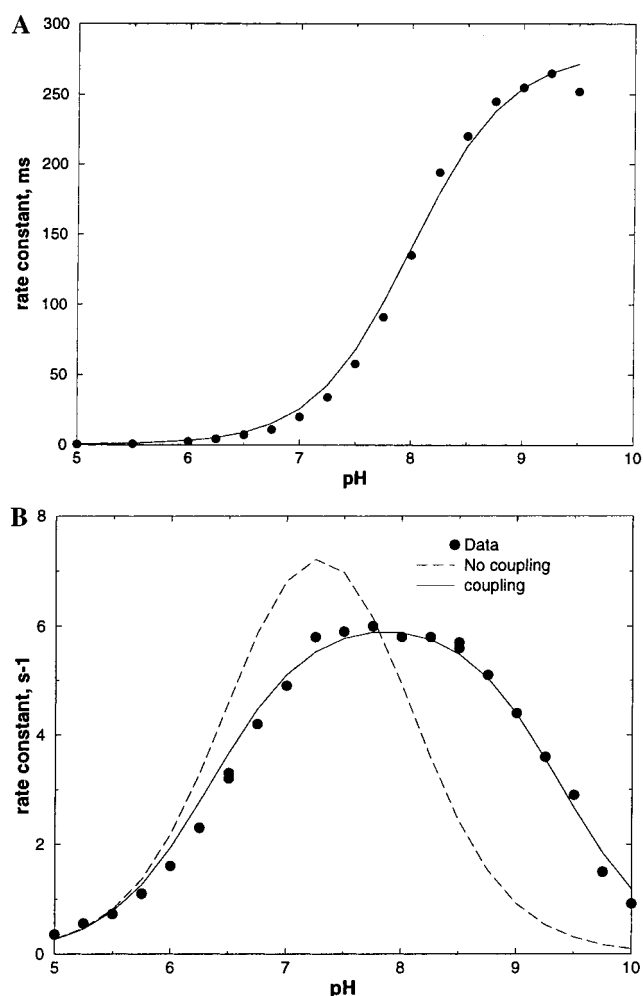 A
300
250
200
150
100
50
0
rate constant, ms
5 6 7 8 9 10
pH
B
8
6
4
2
0
rate constant, s-1
Data
No coupling
coupling
5 6 7 8 9 10
pH